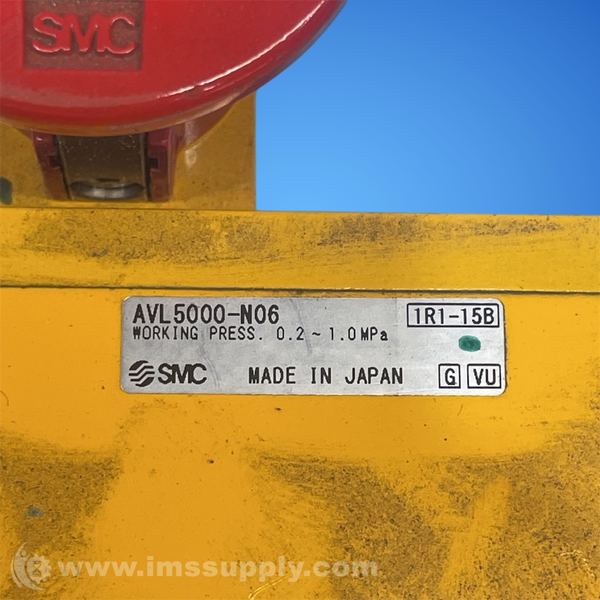 SMC
AVL5000-N06
1R1-15B
WORKING PRESS. 0.2 ~ 1.0 MPa
SMC MADE IN JAPAN G VU
www.imssupply.com